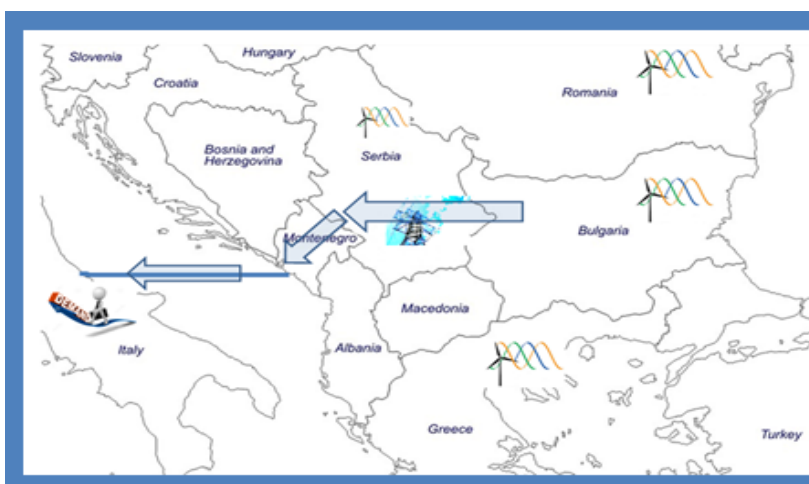 Slovenia
Hungary
Croatia
Romania
Bosnia and
Herzegovina
Serbia
Montenegro
Bulgaria
Macedonia
Italy
Albania
Greece
Turkey